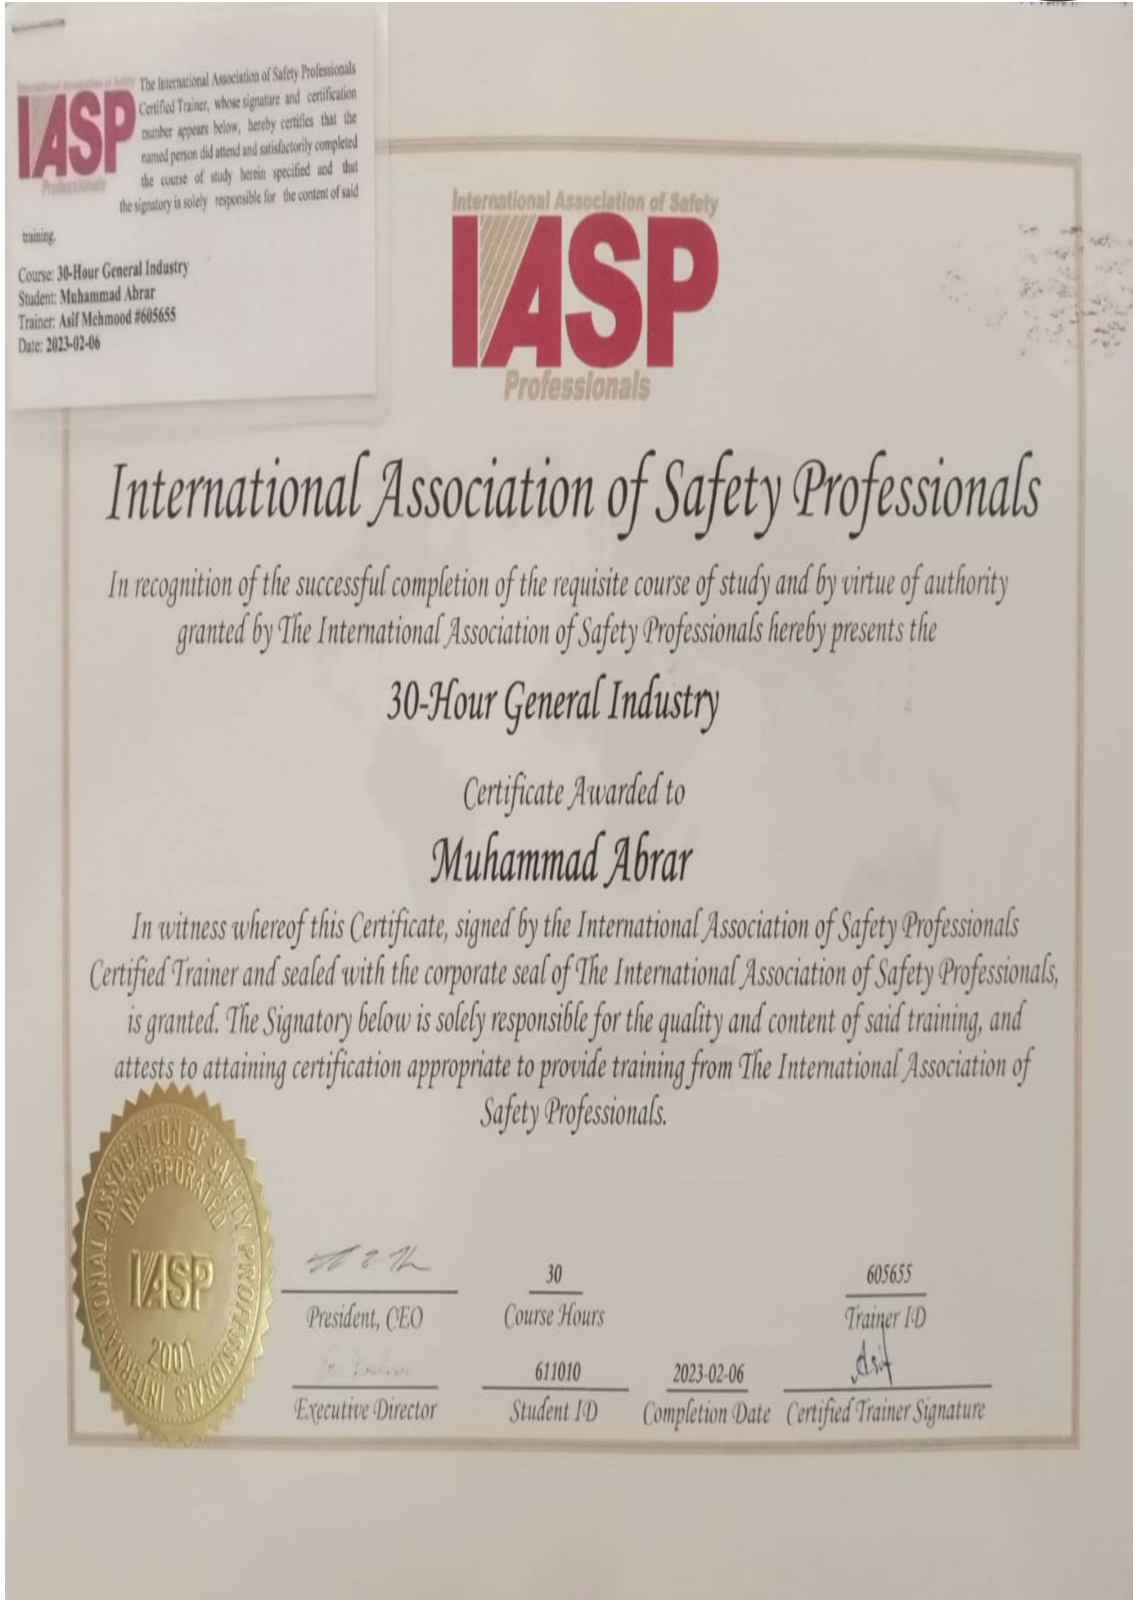 International Association of Safety
IASP
Professionals
The International Association of Safety Professionals
Certified Trainer, whose signature and certification
number appears below, hereby certifies that the
named person did attend and satisfactorily completed
the course of study herein specified and that
the signatory is solely responsible for the content of said
training.
Course: 30-Hour General Industry
Student: Muhammad Abrar
Trainer: Asif Mehmood #605655
Date: 2023-02-06
International Association of Safety
IASP
Professionals
International Association of Safety Professionals
In recognition of the successful completion of the requisite course of study and by virtue of authority
granted by The International Association of Safety Professionals hereby presents the
30-Hour General Industry
Certificate Awarded to
Muhammad Abrar
In witness whereof this Certificate, signed by the International Association of Safety Professionals
Certified Trainer and sealed with the corporate seal of The International Association of Safety Professionals,
is granted. The Signatory below is solely responsible for the quality and content of said training, and
attests to attaining certification appropriate to provide training from The International Association of
Safety Professionals.
INTERNATIONAL ASSOCIATION OF SAFETY PROFESSIONALS
INCORPORATED
IASP
2001
30
605655
President, CEO
Course Hours
Trainer ID
611010
2023-02-06
Asif
Executive Director
Student ID
Completion Date
Certified Trainer Signature